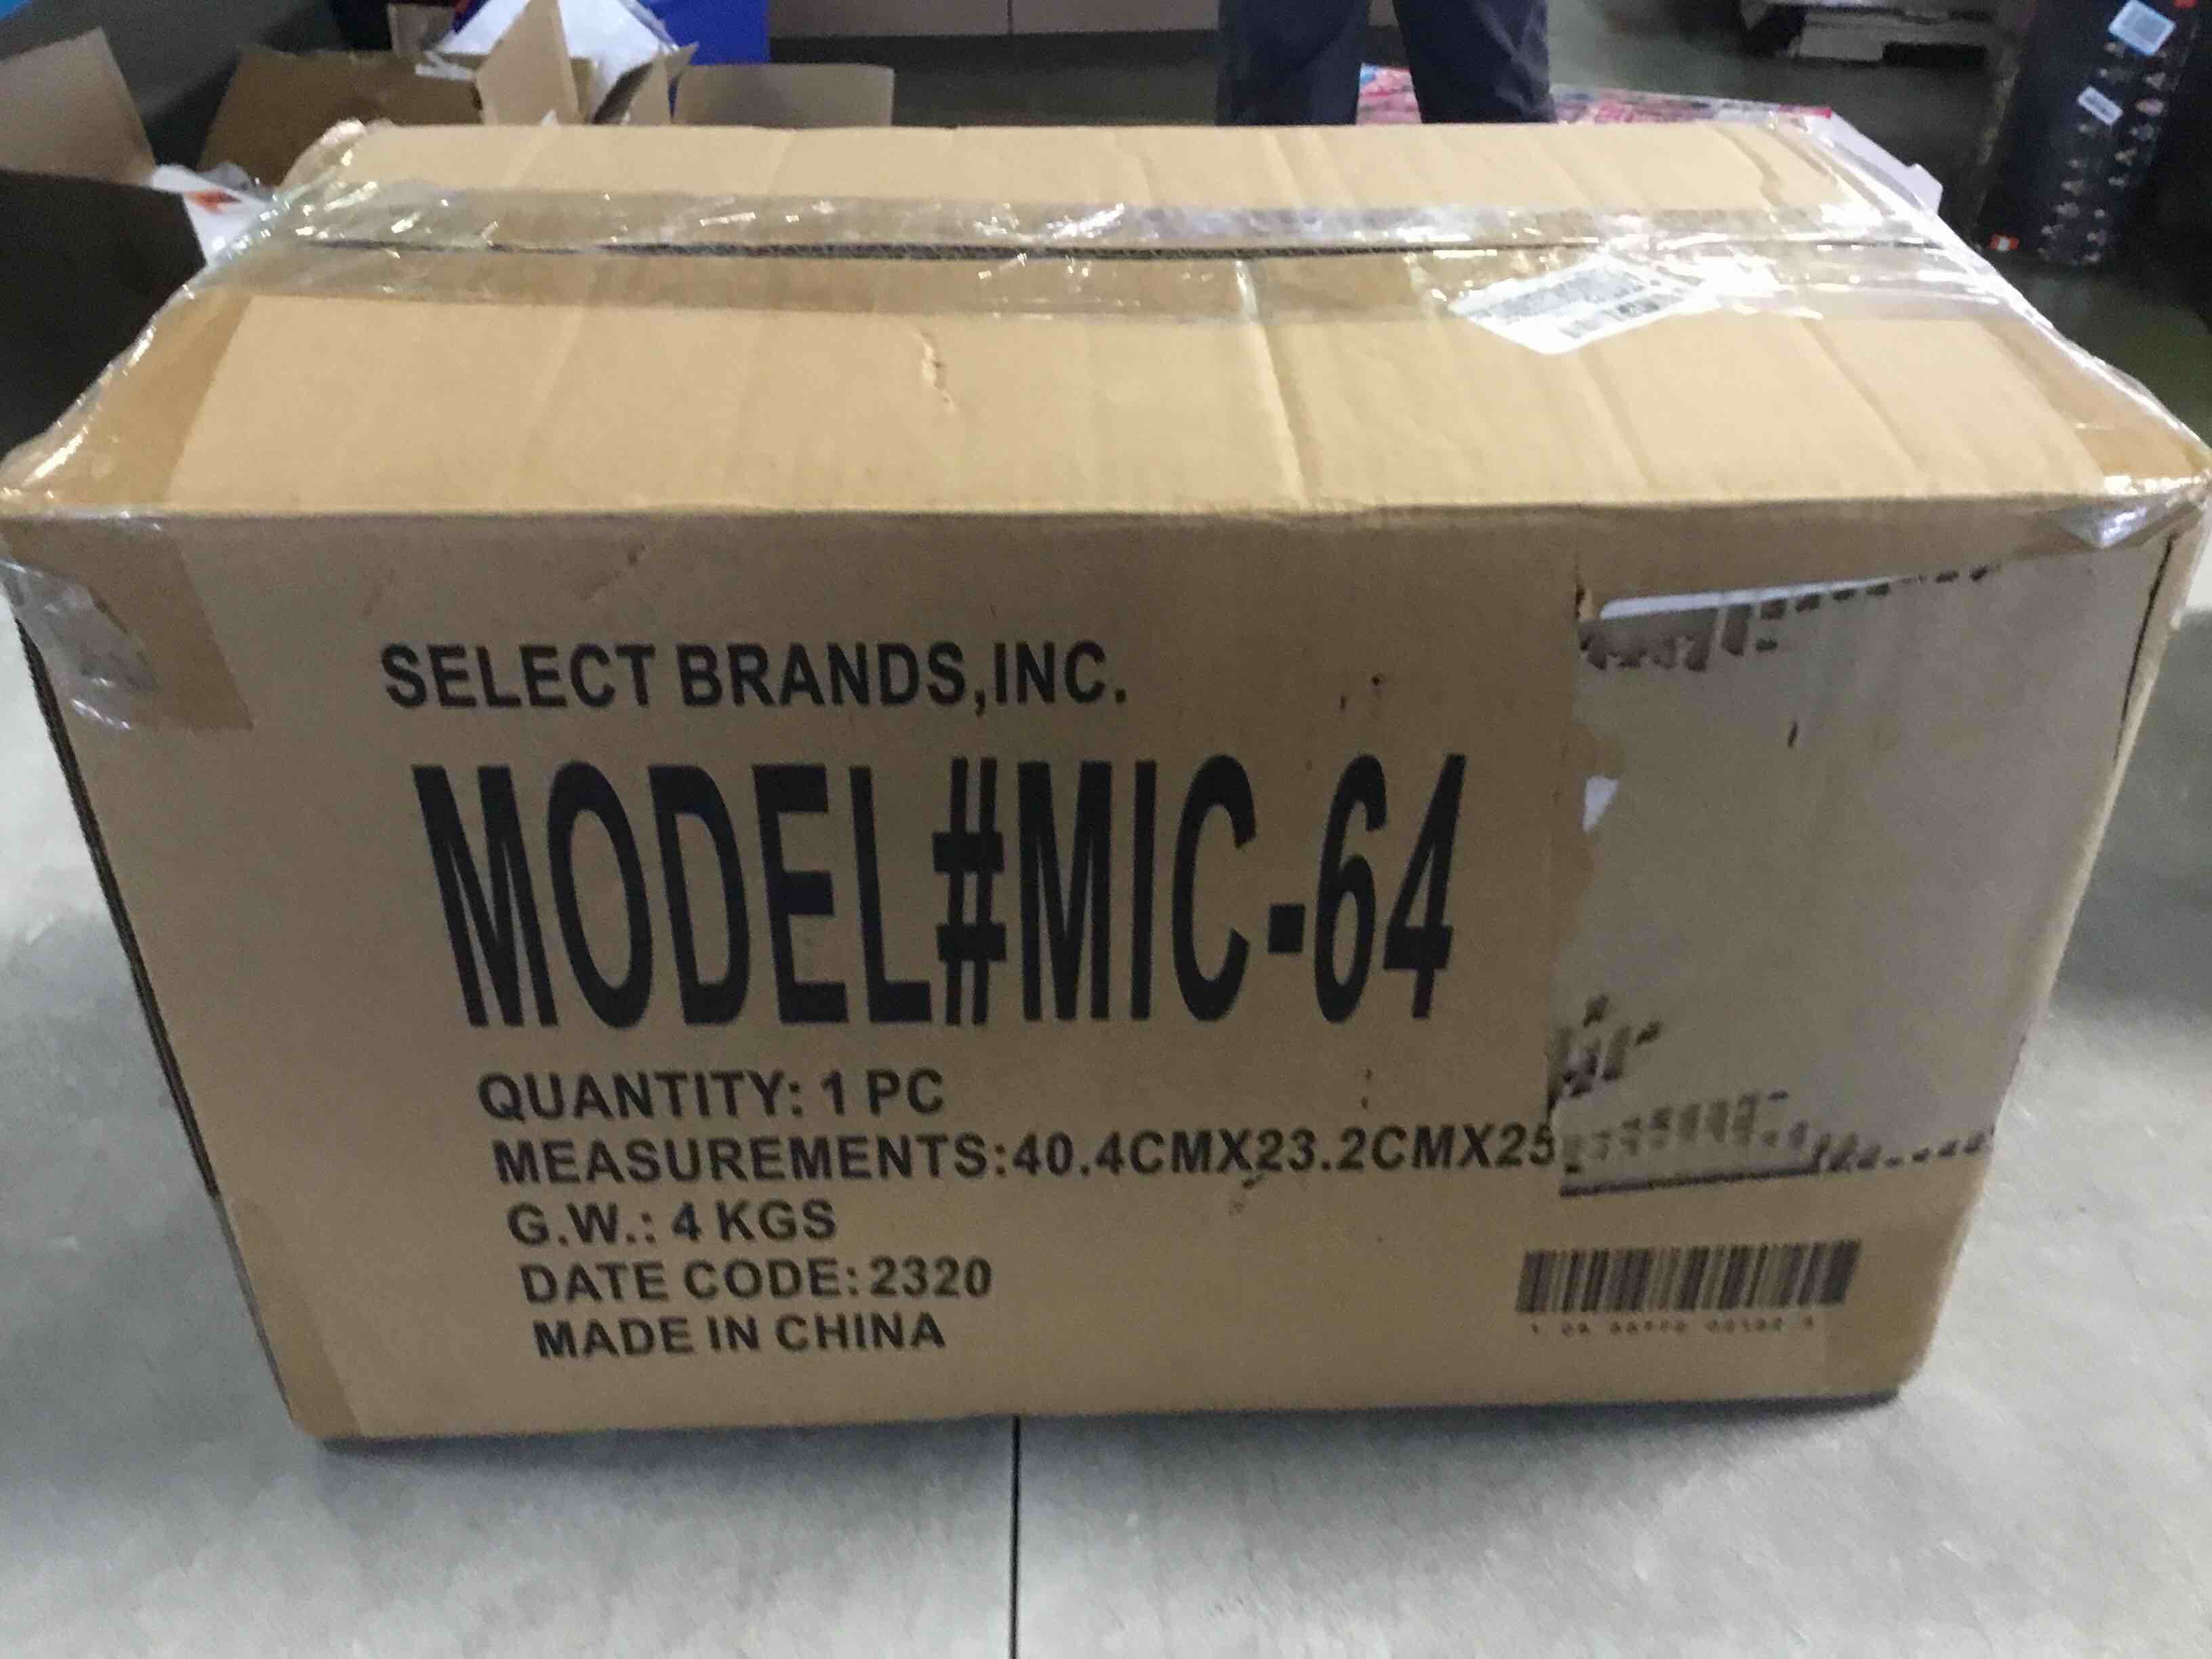 SELECT BRANDS,INC.
MODEL#MIC-64
QUANTITY: 1 PC
MEASUREMENTS:40.4CMX23.2CMX25
G.W.: 4 KGS
DATE CODE: 2320
MADE IN CHINA